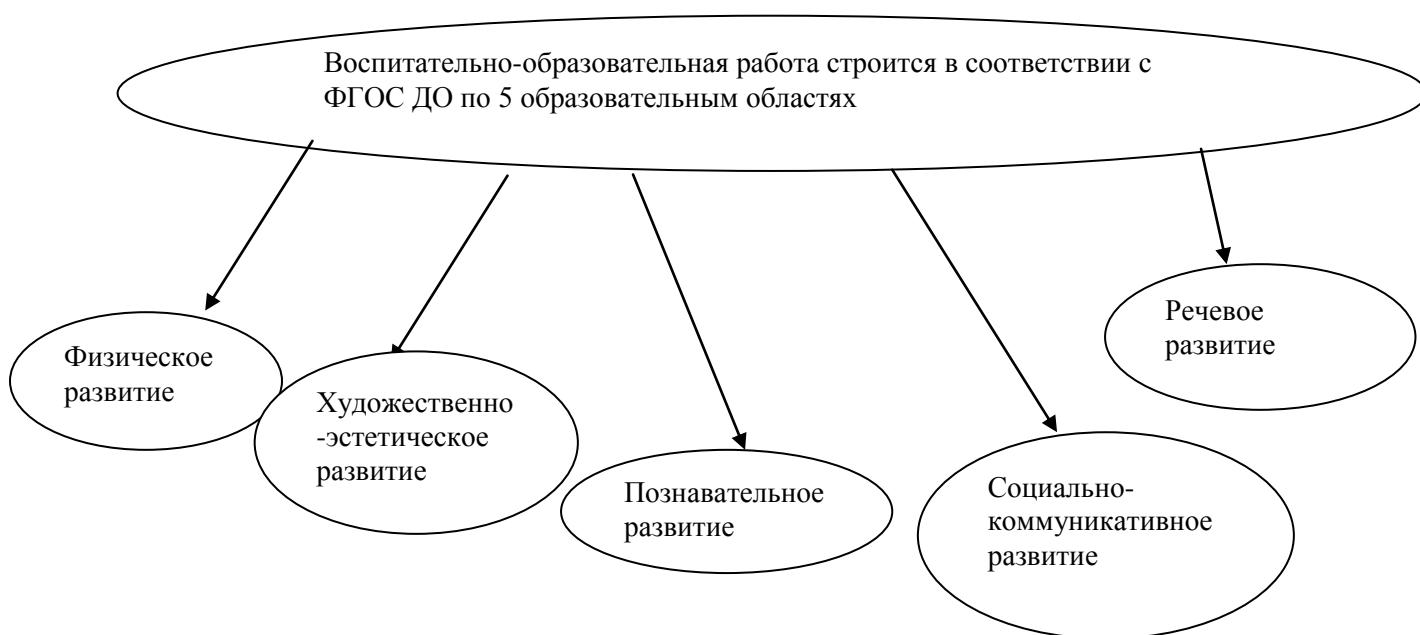 Воспитательно-образовательная работа строится в соответствии с
ФГОС ДО по 5 образовательным областях
Физическое
развитие
Художественно
-эстетическое
развитие
Познавательное
развитие
Социально-
коммуникативное
развитие
Речевое
развитие